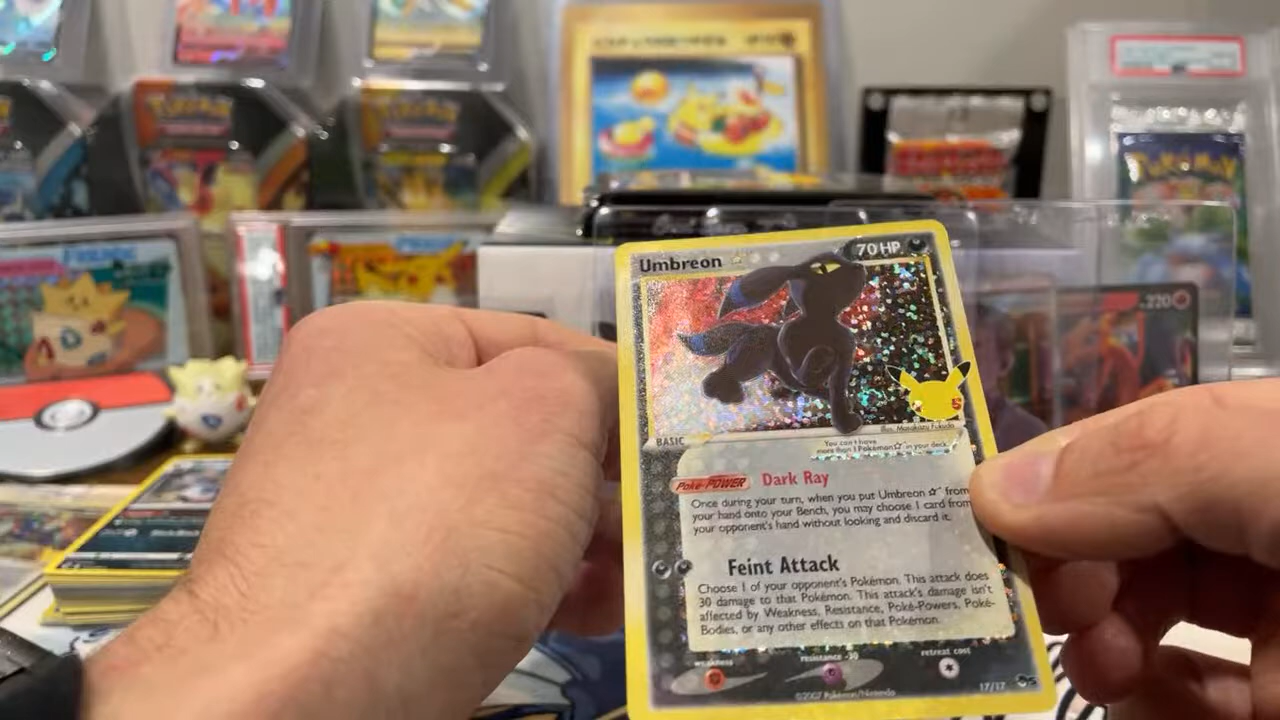 POKéMON
POKéMON
POKéMON
.220
Umbreon ☆
70 HP
5
Illus. Masakazu Fukuda
BASIC
You can't have
more than 1 Pokémon☆ in your deck.
Poké-POWER Dark Ray
Once during your turn, when you put Umbreon ☆ from
your hand onto your Bench, you may choose 1 card from
your opponent's hand without looking and discard it.
Feint Attack
Choose 1 of your opponent's Pokémon. This attack does
30 damage to that Pokémon. This attack's damage isn't
affected by Weakness, Resistance, Poké-Powers, Poké-
Bodies, or any other effects on that Pokémon.
weakness
resistance -30
retreat cost
©2007 Pokémon/Nintendo
17/17